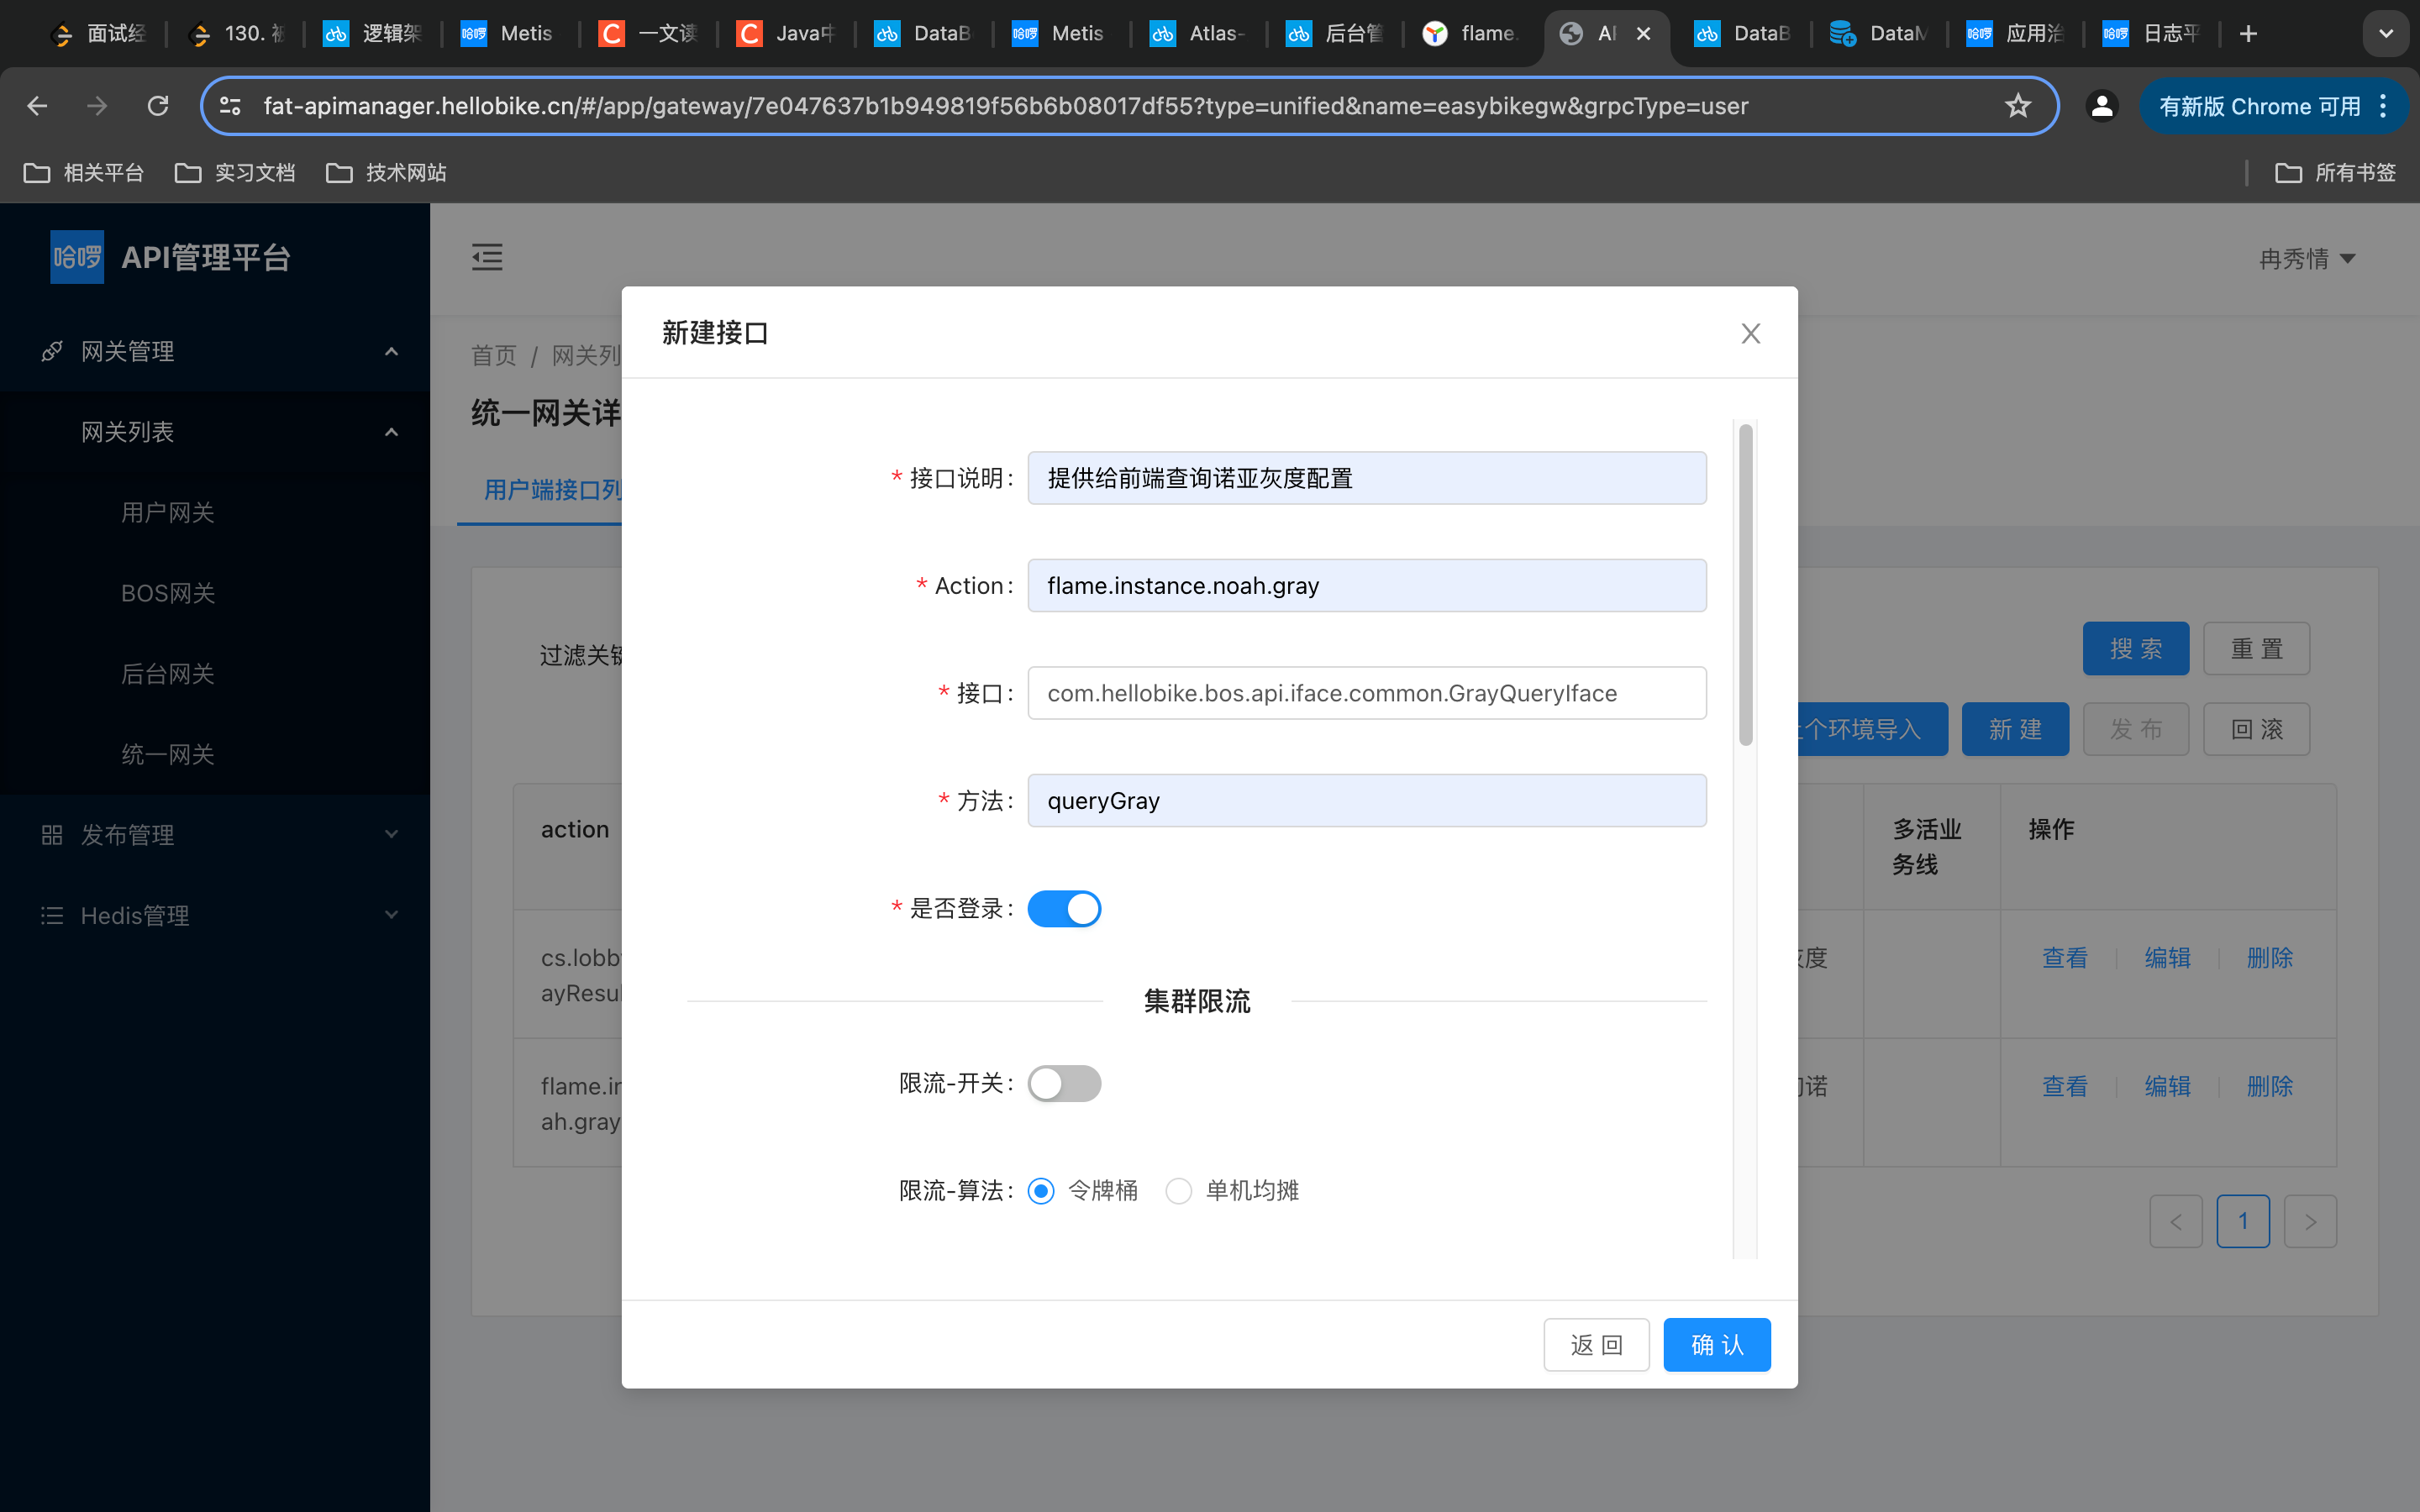 面试经
130. 被
逻辑架
Metis
一文读
Java中
DataB
Metis
Atlas-
后台管
flame.
AI
DataB
DataM
应用治
日志平
fat-apimanager.hellobike.cn/#/app/gateway/7e047637b1b949819f56b6b08017df55?type=unified&name=easybikegw&grpcType=user
有新版 Chrome 可用
相关平台
实习文档
技术网站
所有书签
哈啰
API管理平台
冉秀情
网关管理
网关列表
用户网关
BOS网关
后台网关
统一网关
发布管理
Hedis管理
首页 / 网关列
统一网关详
用户端接口列
过滤关键
搜 索
重 置
上个环境导入
新 建
发 布
回 滚
action
多活业
务线
操作
cs.lobb
ayResul
灰度
查看
编辑
删除
flame.in
ah.gray
查看
编辑
删除
<
1
>
新建接口
* 接口说明:
提供给前端查询诺亚灰度配置
* Action:
flame.instance.noah.gray
* 接口:
com.hellobike.bos.api.iface.common.GrayQueryIface
* 方法:
queryGray
* 是否登录:
集群限流
限流-开关:
限流-算法:
令牌桶
单机均摊
返 回
确 认